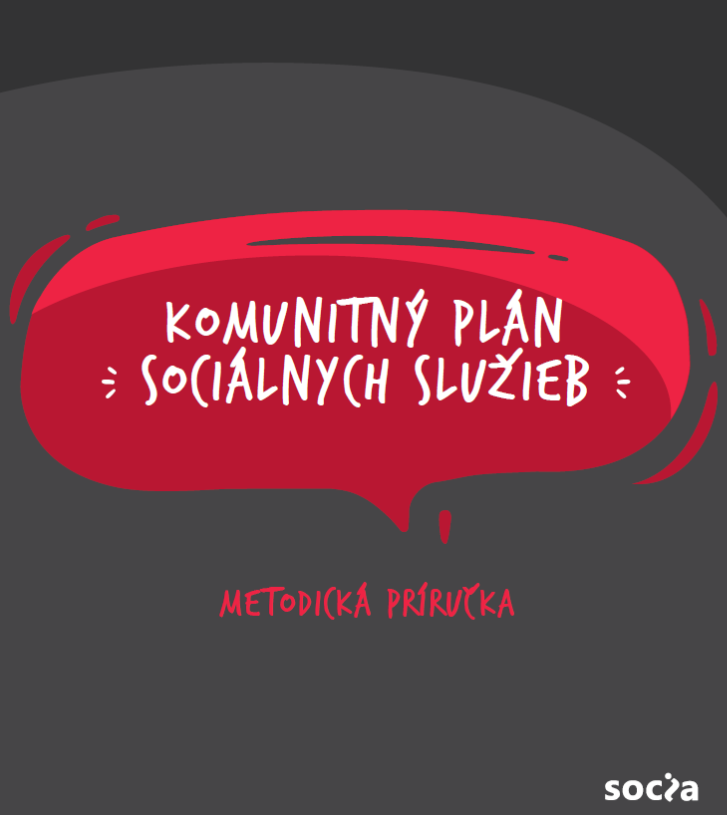 KOMUNITNÝ PLÁN
SOCIÁLNYCH SLUŽIEB
METODICKÁ PRÍRUČKA
socia